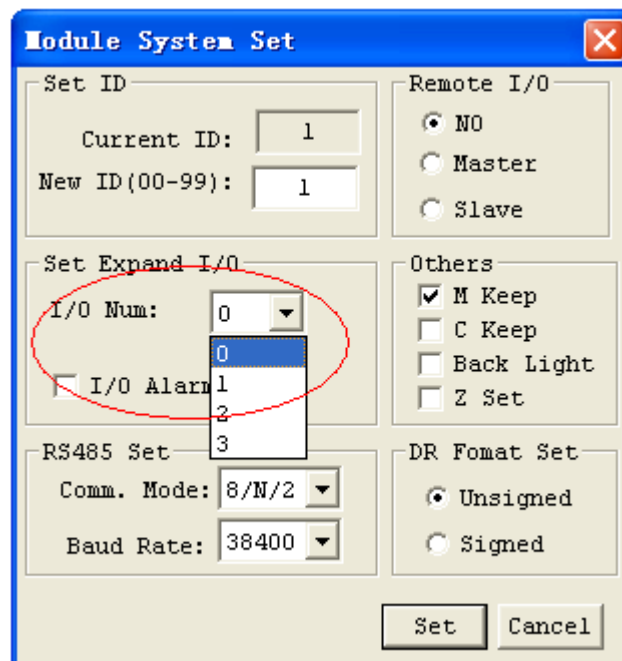 Module System Set
Set ID
Current ID: 1
New ID(00-99): 1
Remote I/O
NO
Master
Slave
Set Expand I/O
I/O Num: 0
0
1
2
3
I/O Alarm
Others
M Keep
C Keep
Back Light
Z Set
RS485 Set
Comm. Mode: 8/N/2
Baud Rate: 38400
DR Fomat Set
Unsigned
Signed
Set Cancel